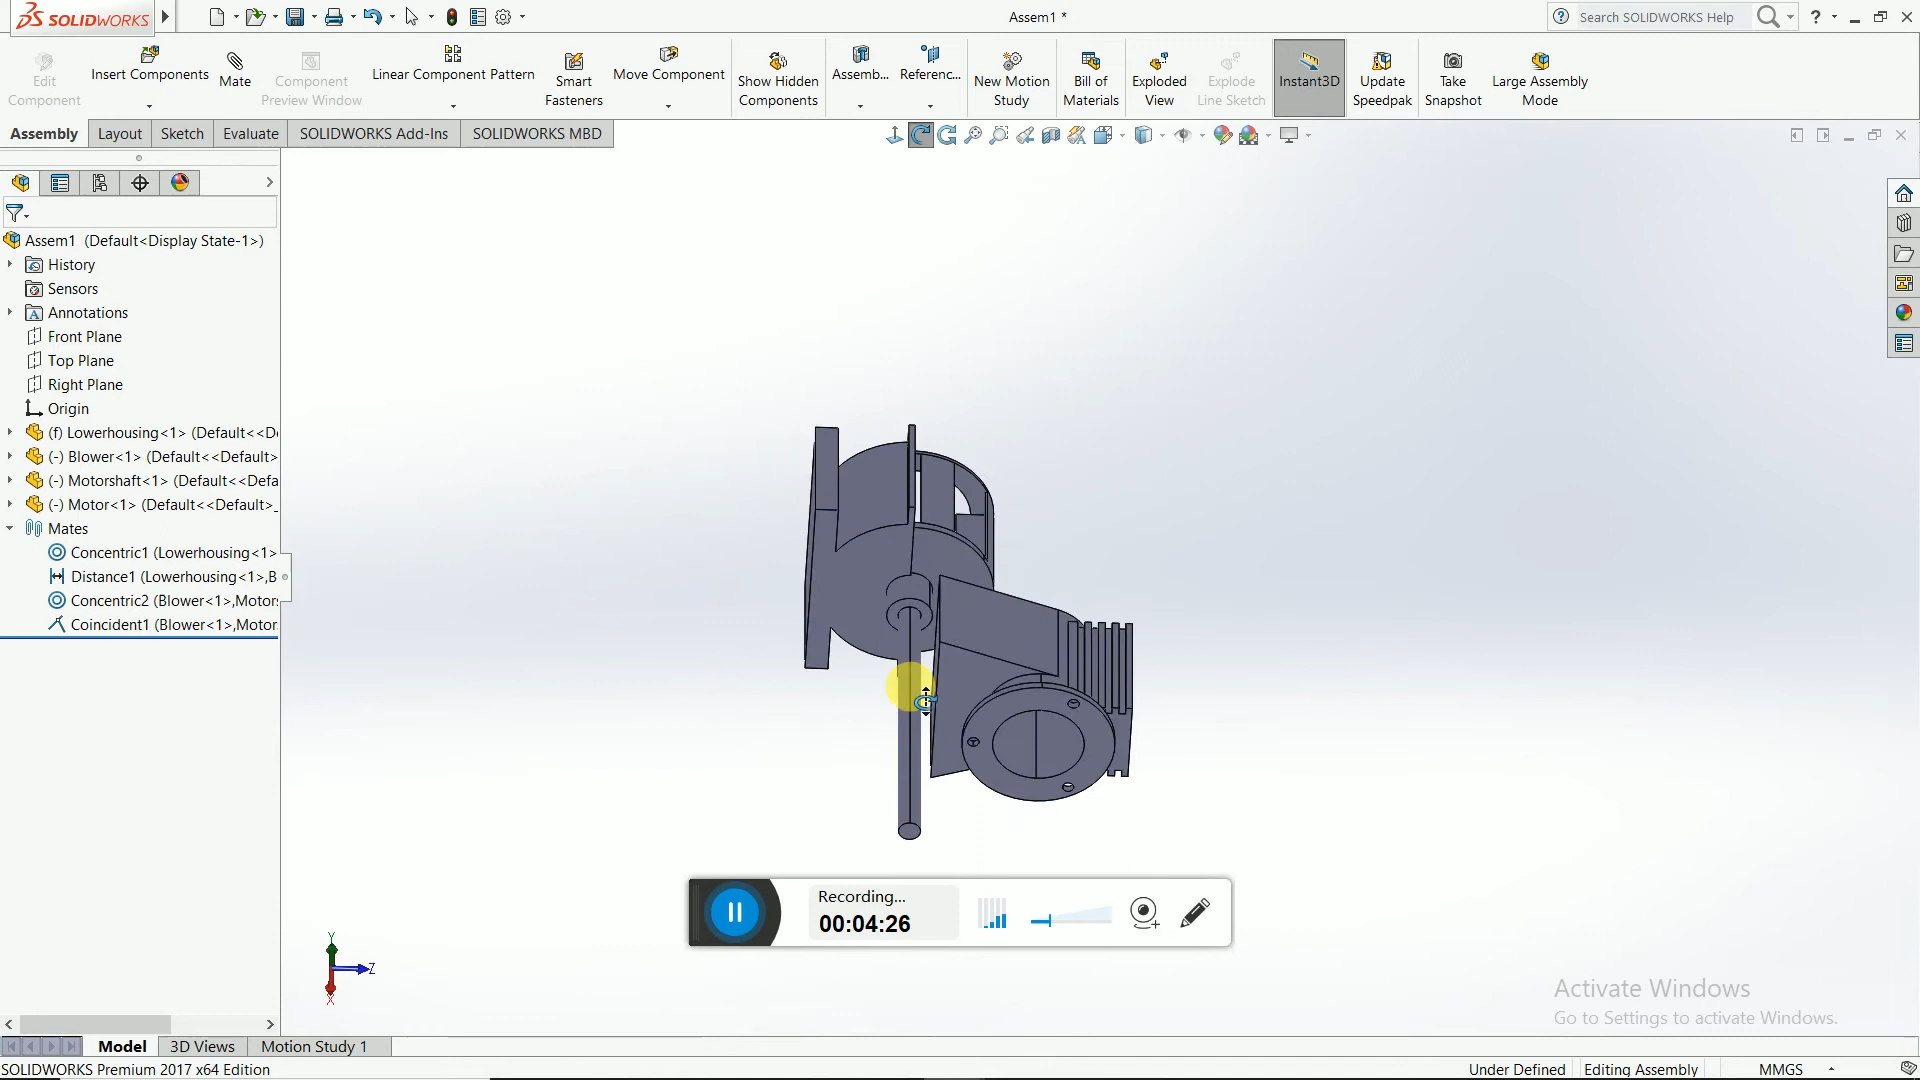 SOLIDWORKS
Assem1 *
Search SOLIDWORKS Help
Edit Component
Insert Components
Mate
Component Preview Window
Linear Component Pattern
Smart Fasteners
Move Component
Show Hidden Components
Assemb...
Referenc...
New Motion Study
Bill of Materials
Exploded View
Explode Line Sketch
Instant3D
Update Speedpak
Take Snapshot
Large Assembly Mode
Assembly
Layout
Sketch
Evaluate
SOLIDWORKS Add-Ins
SOLIDWORKS MBD
Assem1 (Default<Display State-1>)
History
Sensors
Annotations
Front Plane
Top Plane
Right Plane
Origin
(f) Lowerhousing<1> (Default<<D
(-) Blower<1> (Default<<Default>
(-) Motorshaft<1> (Default<<Defa
(-) Motor<1> (Default<<Default>_
Mates
Concentric1 (Lowerhousing<1>
Distance1 (Lowerhousing<1>,B
Concentric2 (Blower<1>,Motor
Coincident1 (Blower<1>,Motor
Recording...
00:04:26
Y
Z
X
Activate Windows
Go to Settings to activate Windows.
Model
3D Views
Motion Study 1
SOLIDWORKS Premium 2017 x64 Edition
Under Defined
Editing Assembly
MMGS